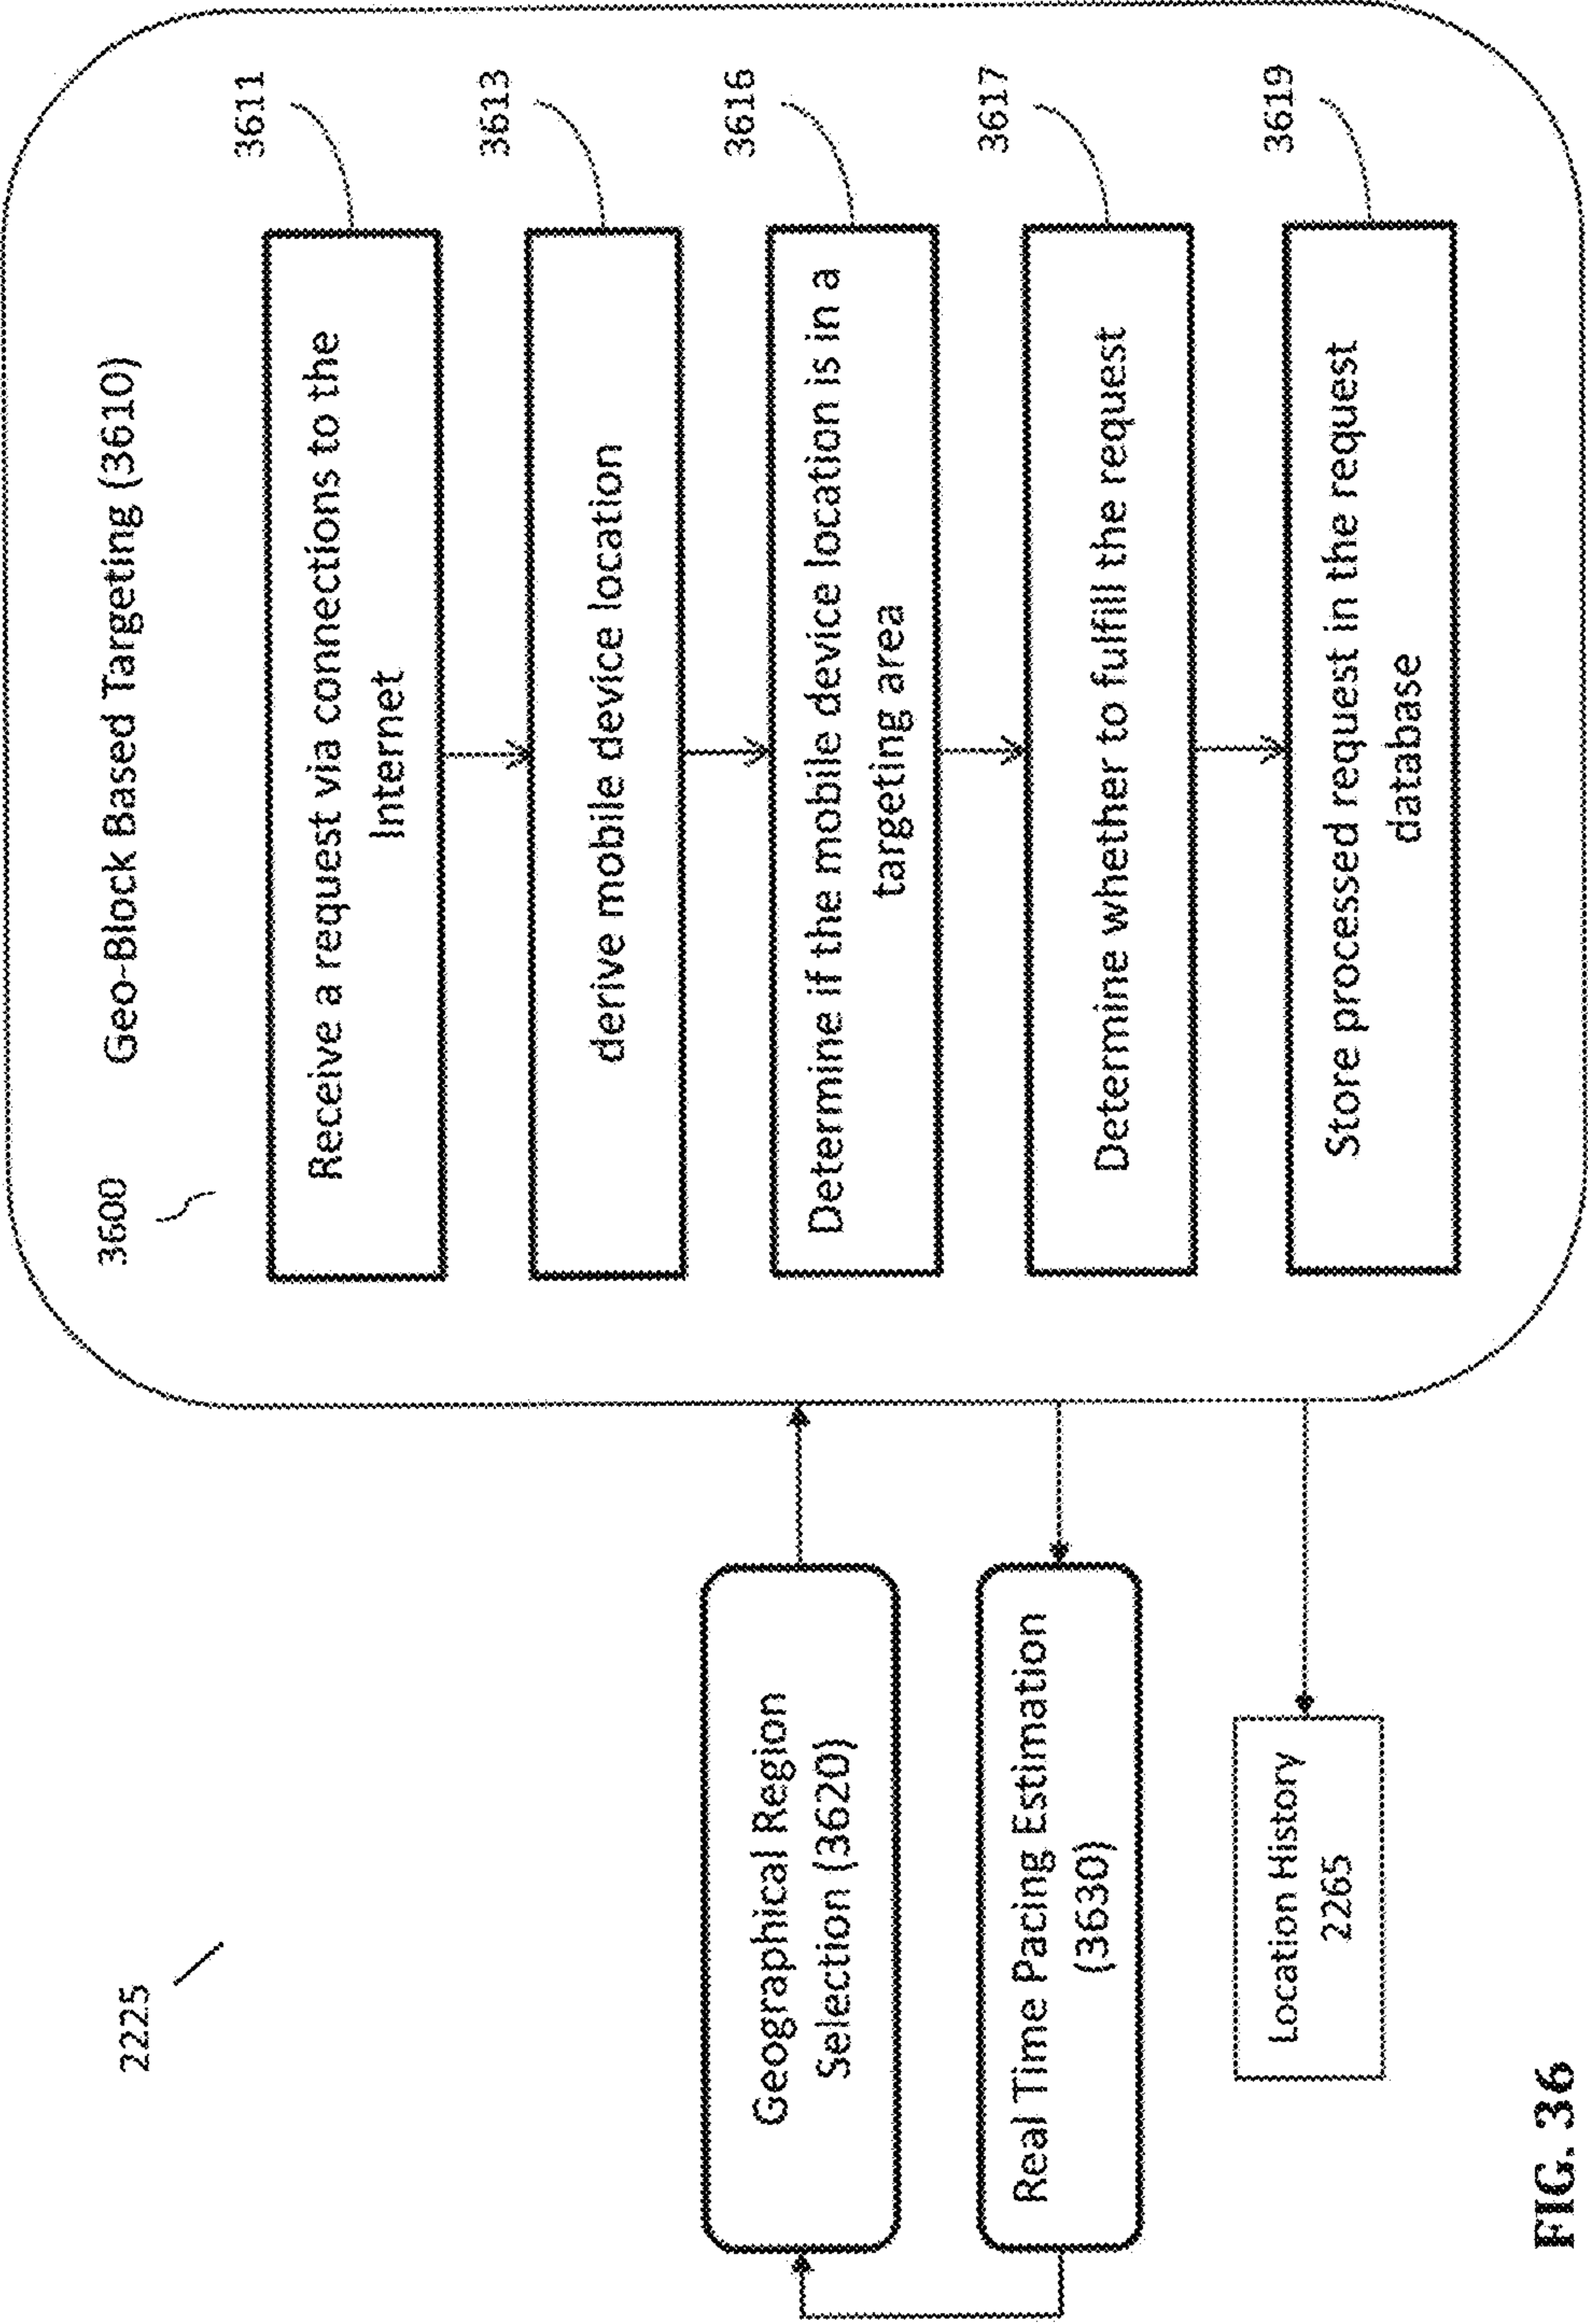 2225
3600
Geo-Block Based Targeting (3610)
3611
Receive a request via connections to the
Internet
3613
derive mobile device location
3616
Determine if the mobile device location is in a
targeting area
3617
Determine whether to fulfill the request
3619
Store processed request in the request
database
Geographical Region
Selection (3620)
Real Time Pacing Estimation
(3630)
Location History
2265
FIG. 36